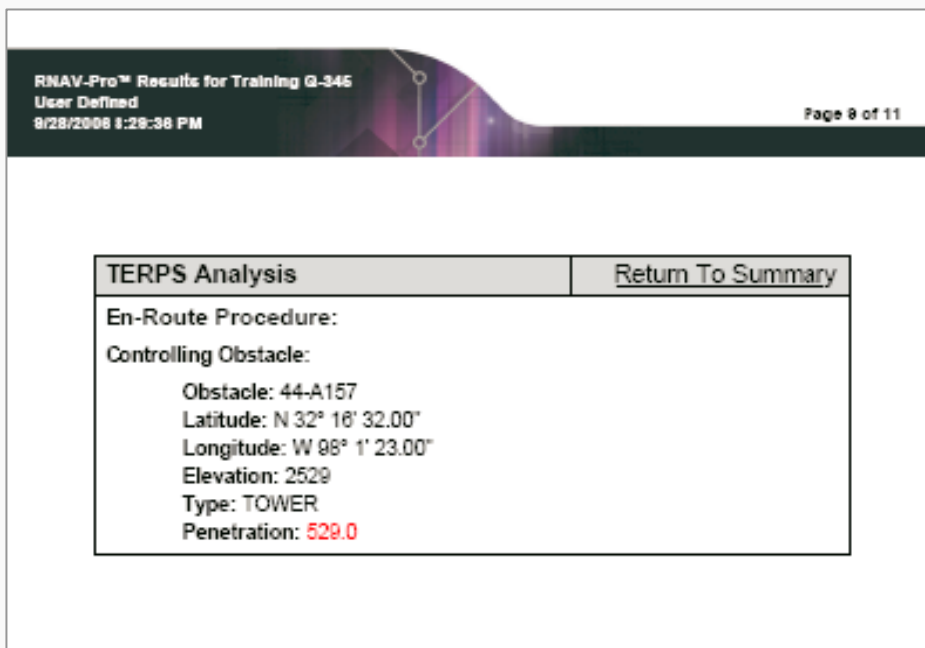 RNAV-Pro™ Results for Training Q-345
User Defined
9/28/2006 1:29:36 PM
Page 9 of 11
TERPS Analysis Return To Summary
En-Route Procedure:
Controlling Obstacle:
Obstacle: 44-A157
Latitude: N 32° 16' 32.00"
Longitude: W 98° 1' 23.00"
Elevation: 2529
Type: TOWER
Penetration: 529.0